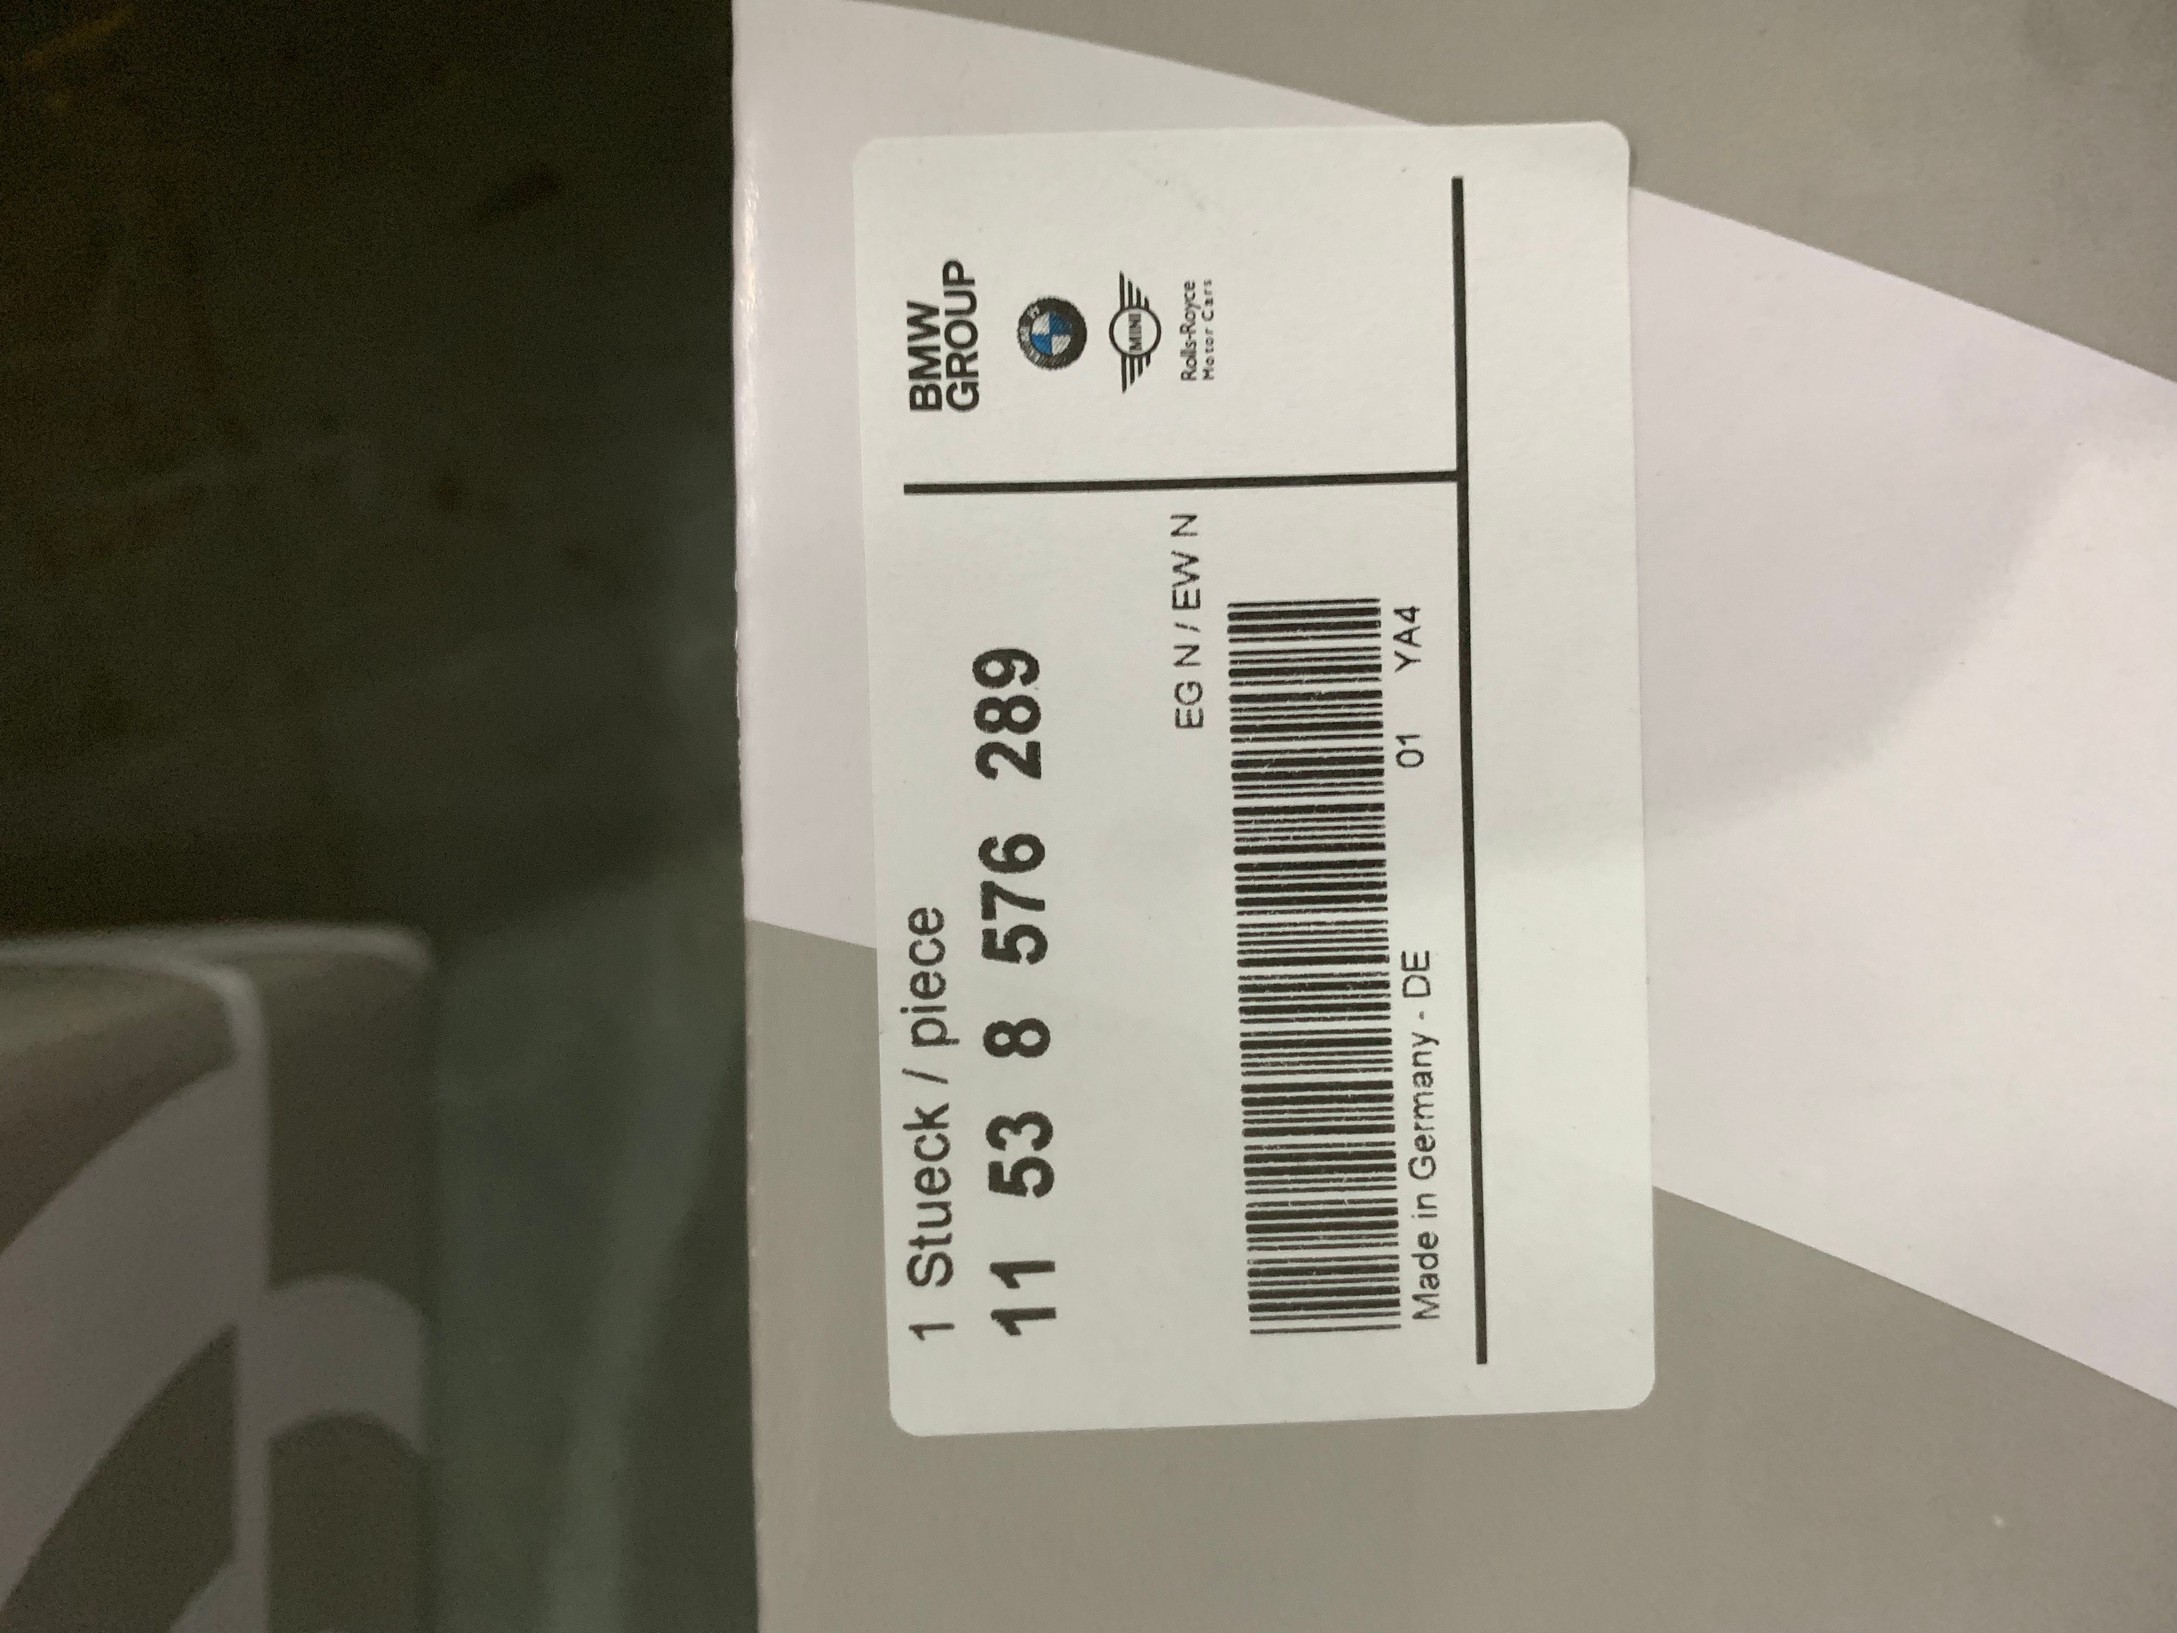 1 Stueck / piece
11 53 8 576 289
EG N / EW N
Made in Germany - DE 01 YA4
BMW
GROUP
MINI
Rolls-Royce
Motor Cars